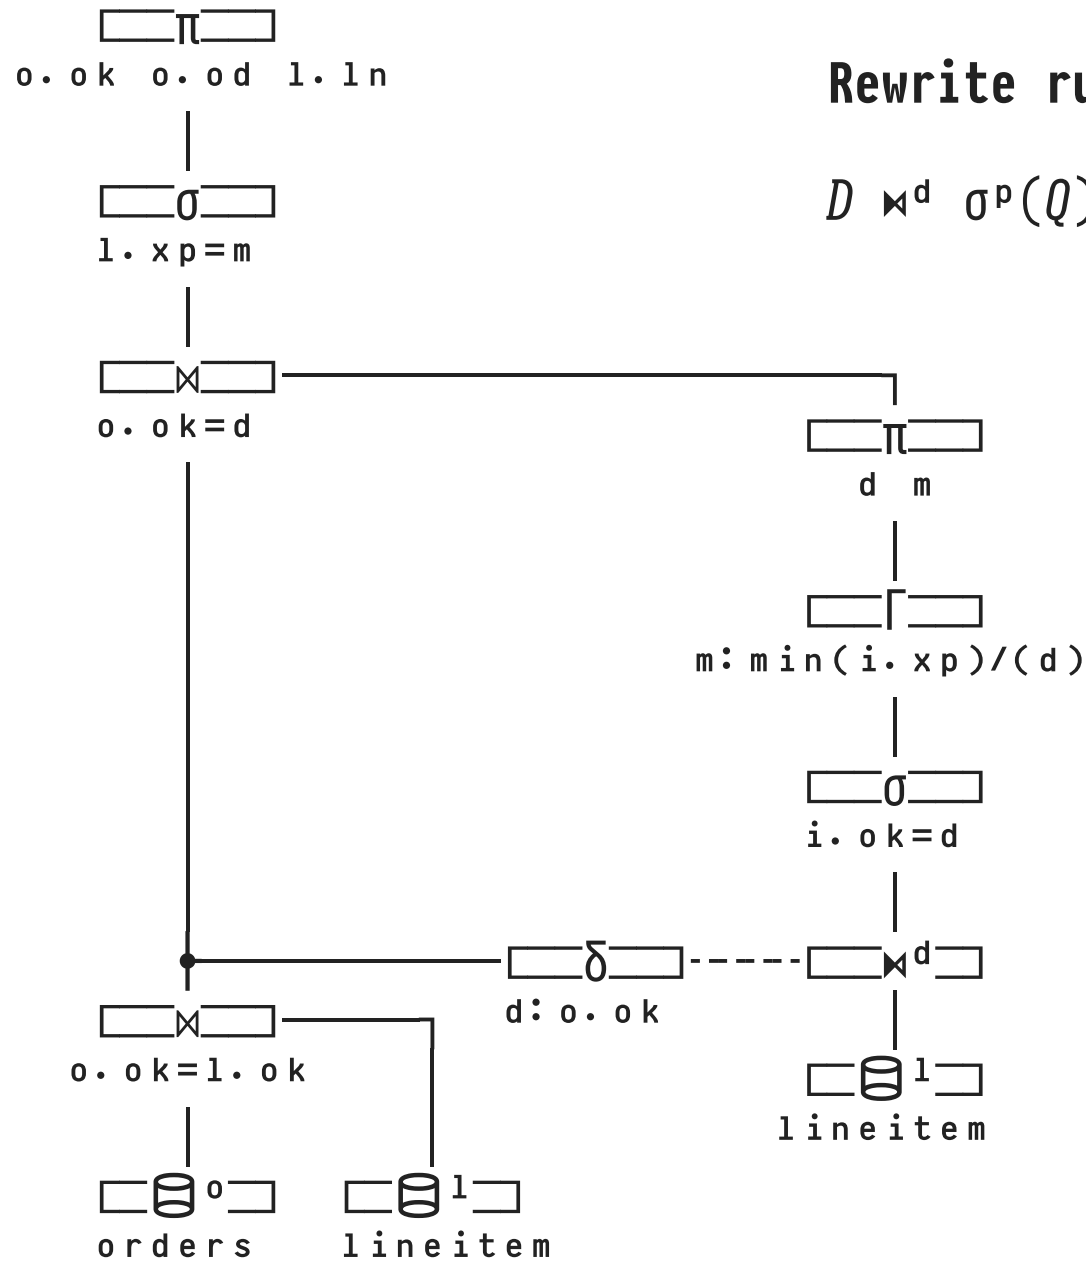 π
o.ok o.od l.ln
Rewrite ru
σ
D ⧑ᵈ σᵖ(Q)
l.xp=m
⋈
o.ok=d
π
d m
Γ
m:min(i.xp)/(d)
σ
i.ok=d
δ
⧑ d
d:o.ok
⋈
o.ok=l.ok
l
lineitem
o
l
orders
lineitem